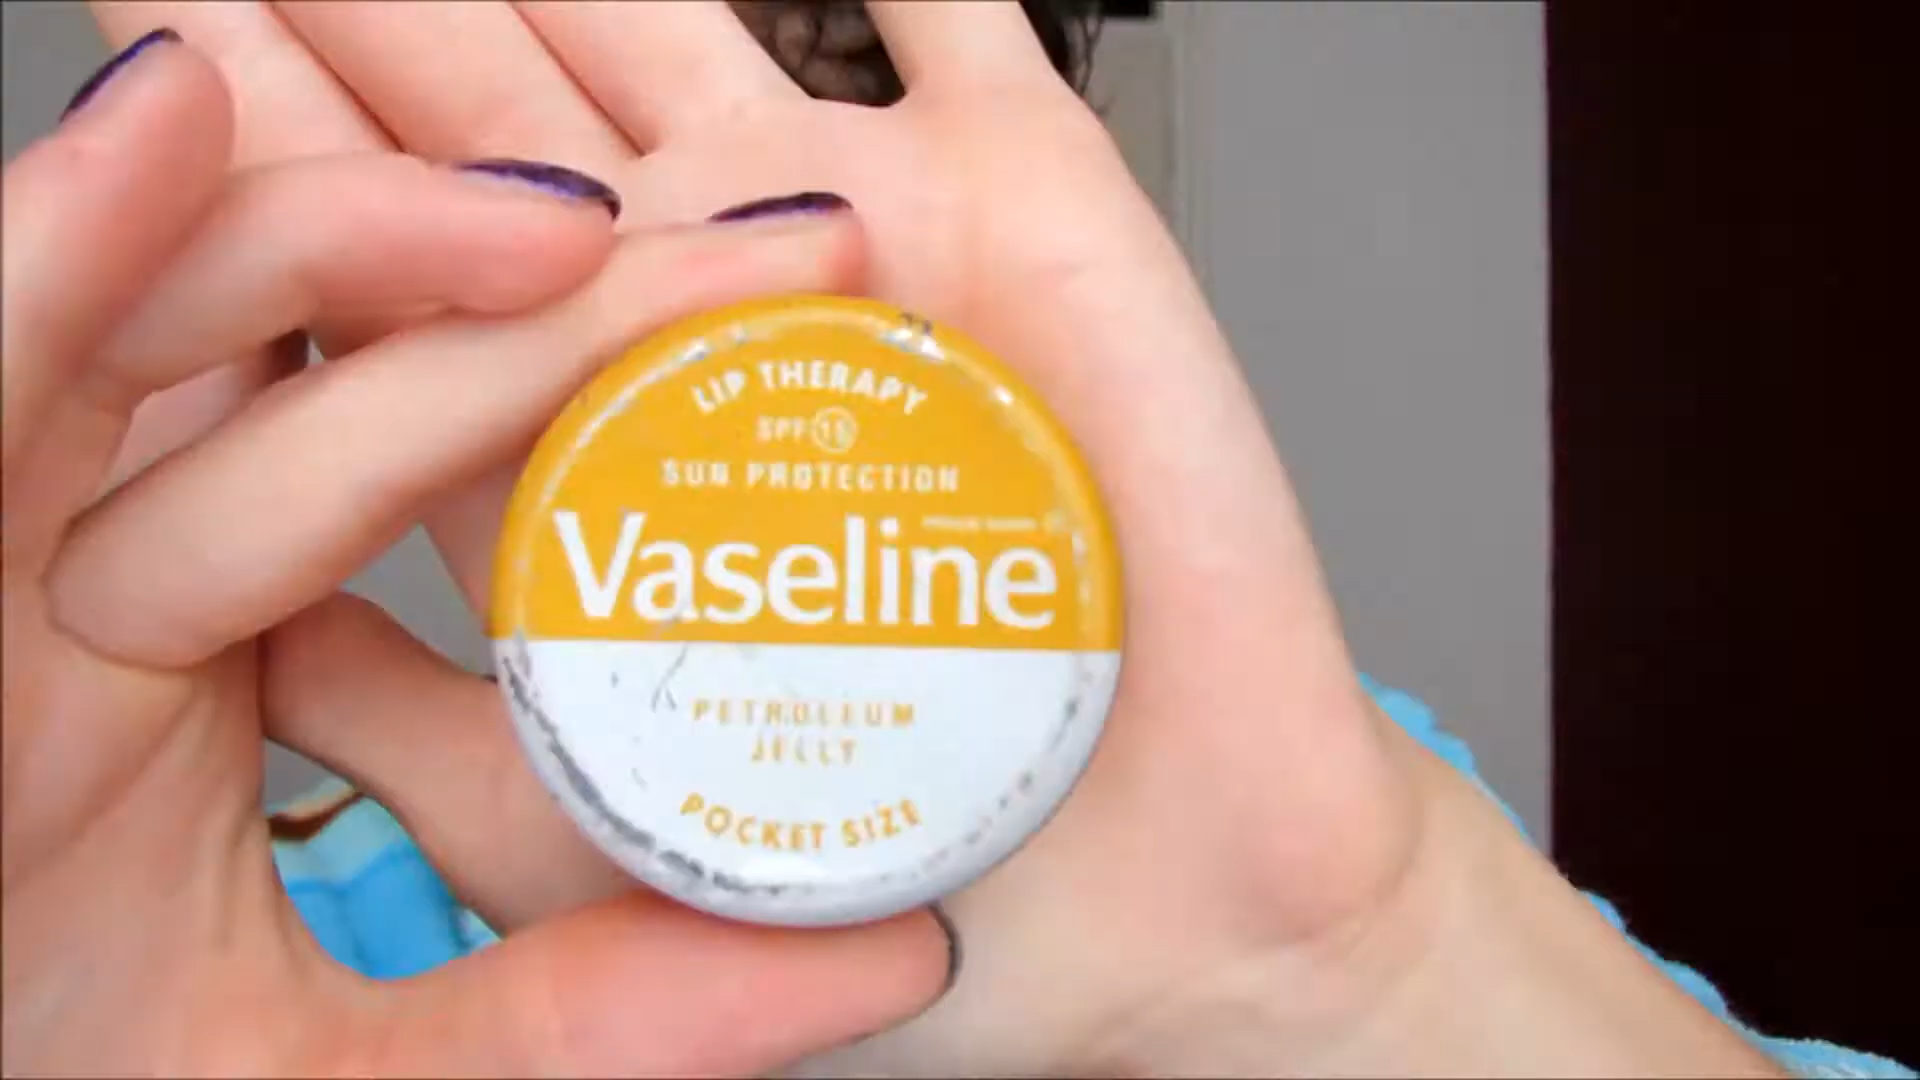 LIP THERAPY
SPF 15
SUN PROTECTION
Vaseline
PETROLEUM
JELLY
POCKET SIZE